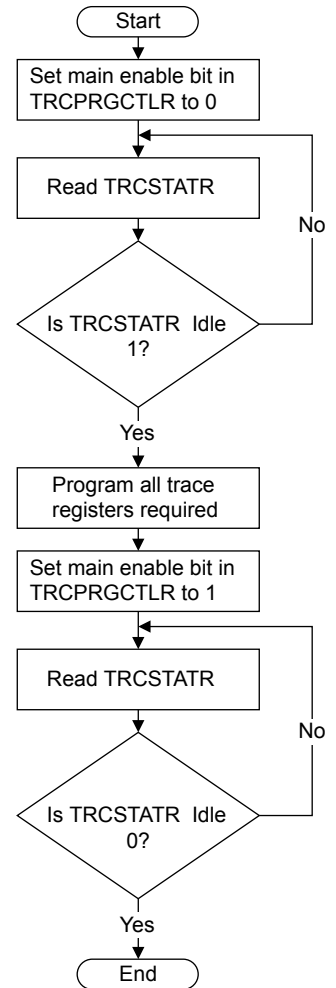 Start
Set main enable bit in
TRCPRGCTLR to 0
Read TRCSTATR
No
Is TRCSTATR Idle
1?
Yes
Program all trace
registers required
Set main enable bit in
TRCPRGCTLR to 1
Read TRCSTATR
No
Is TRCSTATR Idle
0?
Yes
End